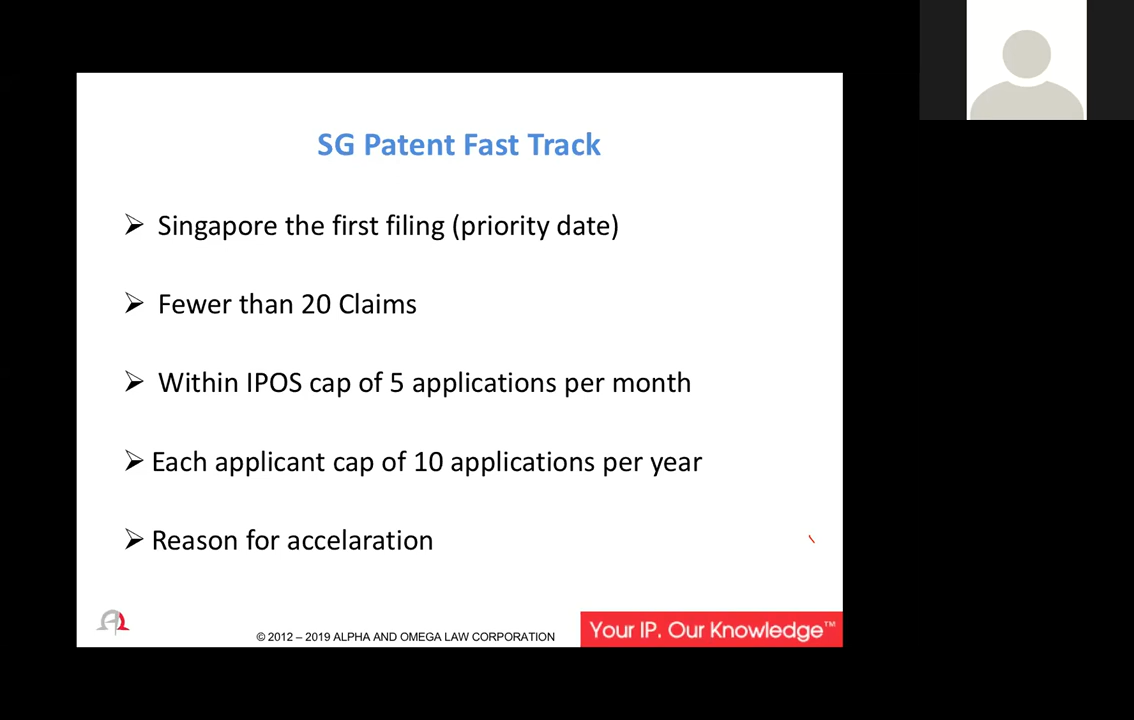 SG Patent Fast Track
➢ Singapore the first filing (priority date)
➢ Fewer than 20 Claims
➢ Within IPOS cap of 5 applications per month
➢ Each applicant cap of 10 applications per year
➢ Reason for accelaration
© 2012 – 2019 ALPHA AND OMEGA LAW CORPORATION
Your IP. Our Knowledge™